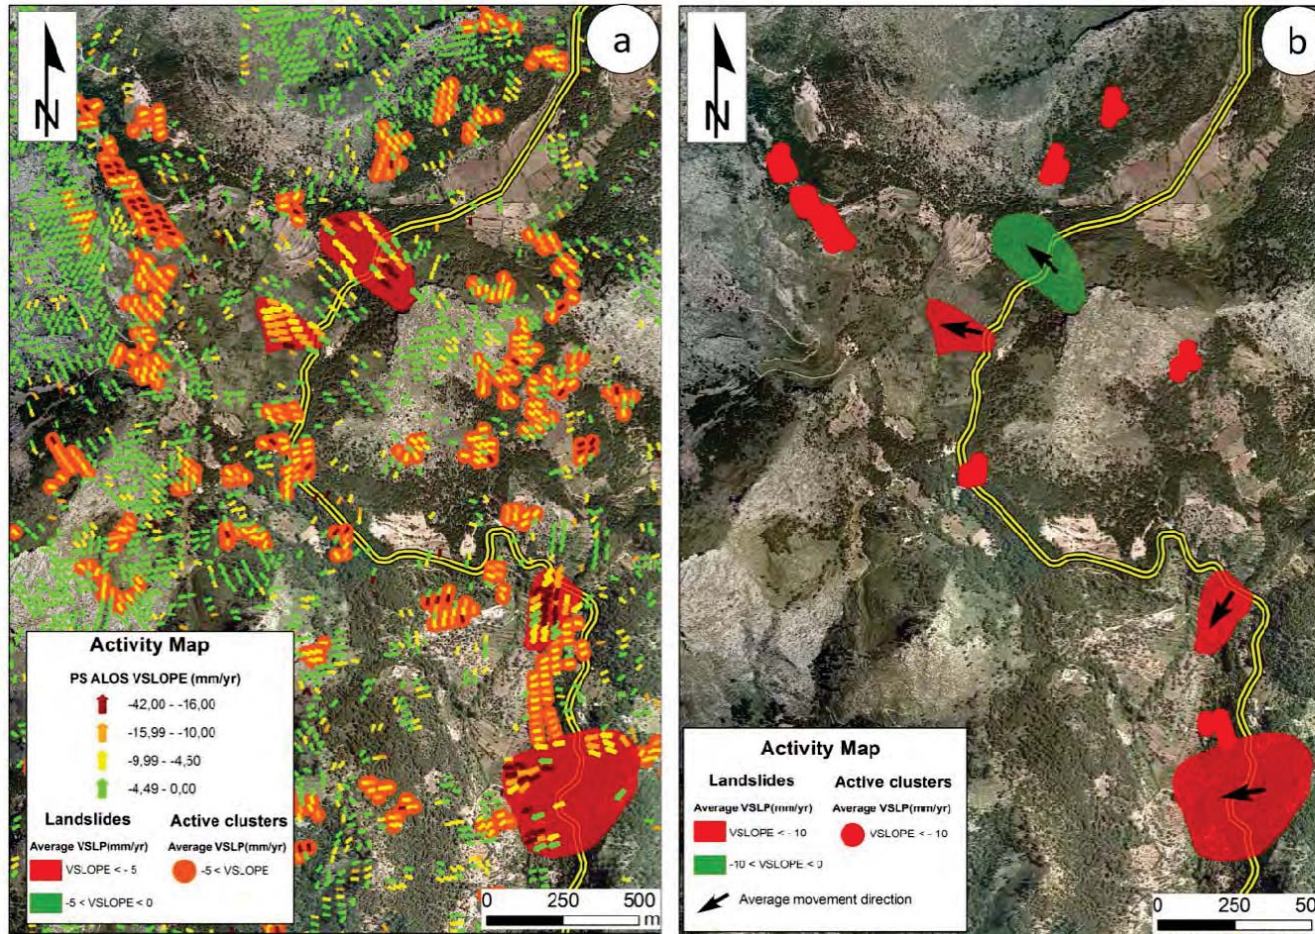 a
N
Activity Map
PS ALOS VSLOPE (mm/yr)
-42,00 - -16,00
-15,99 - -10,00
-9,99 - -4,50
-4,49 - 0,00
Landslides
Active clusters
Average VSLP(mm/yr)
Average VSLP(mm/yr)
VSLOPE < - 5
-5 < VSLOPE
-5 < VSLOPE < 0
0 250 500
m
b
N
Activity Map
Landslides
Active clusters
Average VSLP(mm/yr)
Average VSLP(mm/yr)
VSLOPE < - 10
VSLOPE < - 10
-10 < VSLOPE < 0
Average movement direction
0 250 50